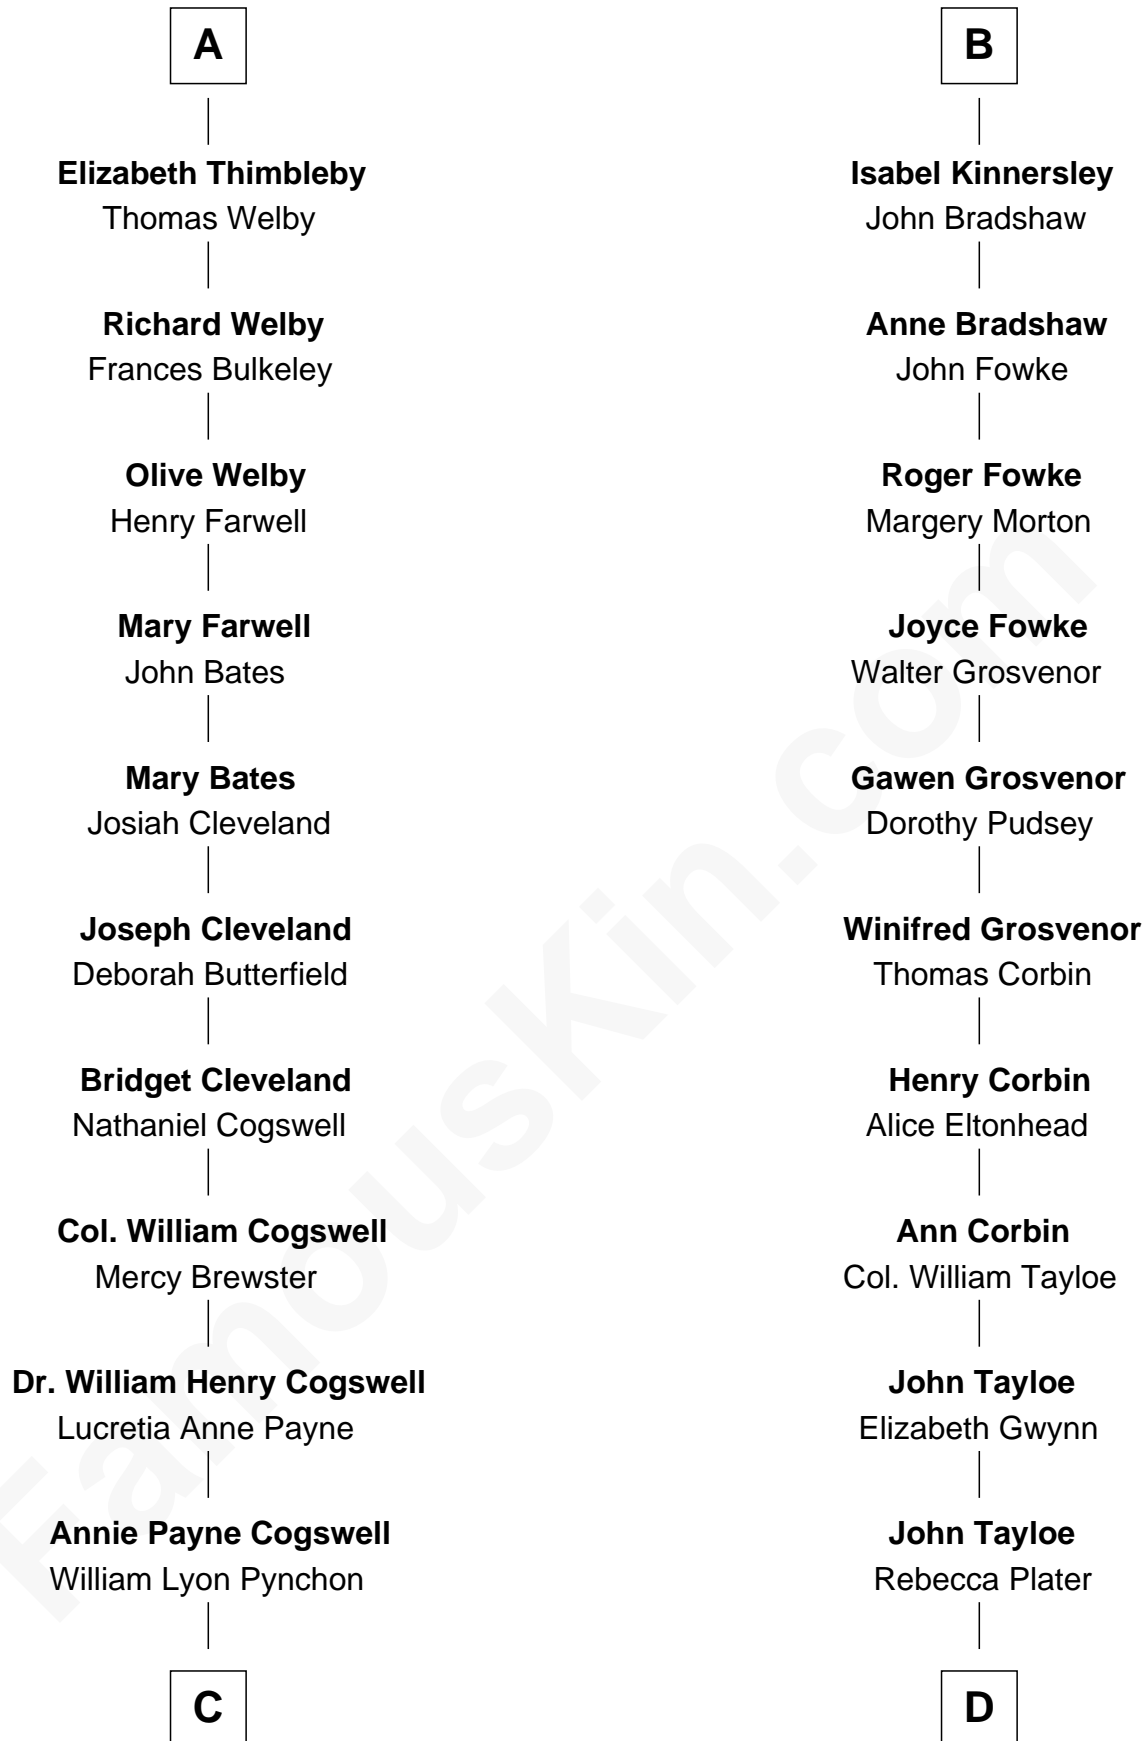 A
Elizabeth Thimbleby
Thomas Welby
Richard Welby
Frances Bulkeley
Olive Welby
Henry Farwell
Mary Farwell
John Bates
Mary Bates
Josiah Cleveland
Joseph Cleveland
Deborah Butterfield
Bridget Cleveland
Nathaniel Cogswell
Col. William Cogswell
Mercy Brewster
Dr. William Henry Cogswell
Lucretia Anne Payne
Annie Payne Cogswell
William Lyon Pynchon
C
B
Isabel Kinnersley
John Bradshaw
Anne Bradshaw
John Fowke
Roger Fowke
Margery Morton
Joyce Fowke
Walter Grosvenor
Gawen Grosvenor
Dorothy Pudsey
Winifred Grosvenor
Thomas Corbin
Henry Corbin
Alice Eltonhead
Ann Corbin
Col. William Tayloe
John Tayloe
Elizabeth Gwynn
John Tayloe
Rebecca Plater
D
FamousKin.com